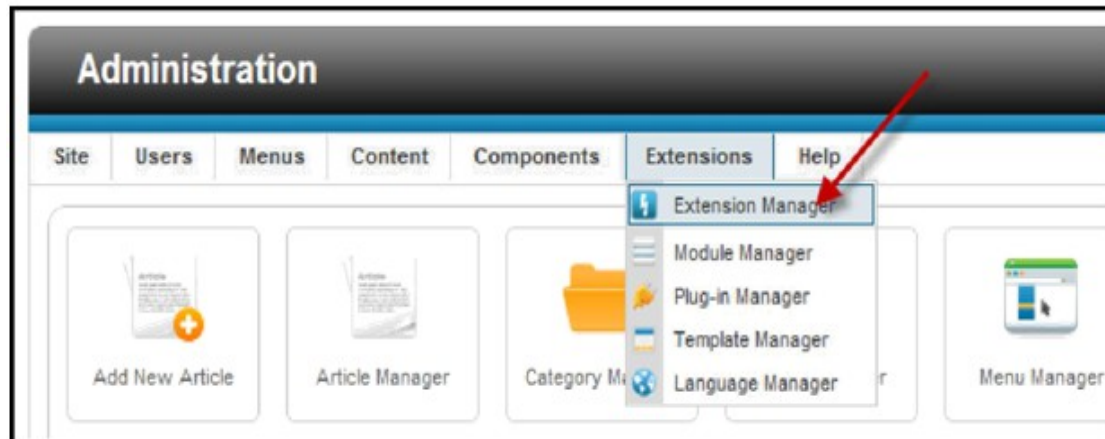 Administration
Site Users Menus Content Components Extensions Help
Extension Manager
Module Manager
Plug-in Manager
Template Manager
Language Manager
Add New Article Article Manager Category Menu Manager